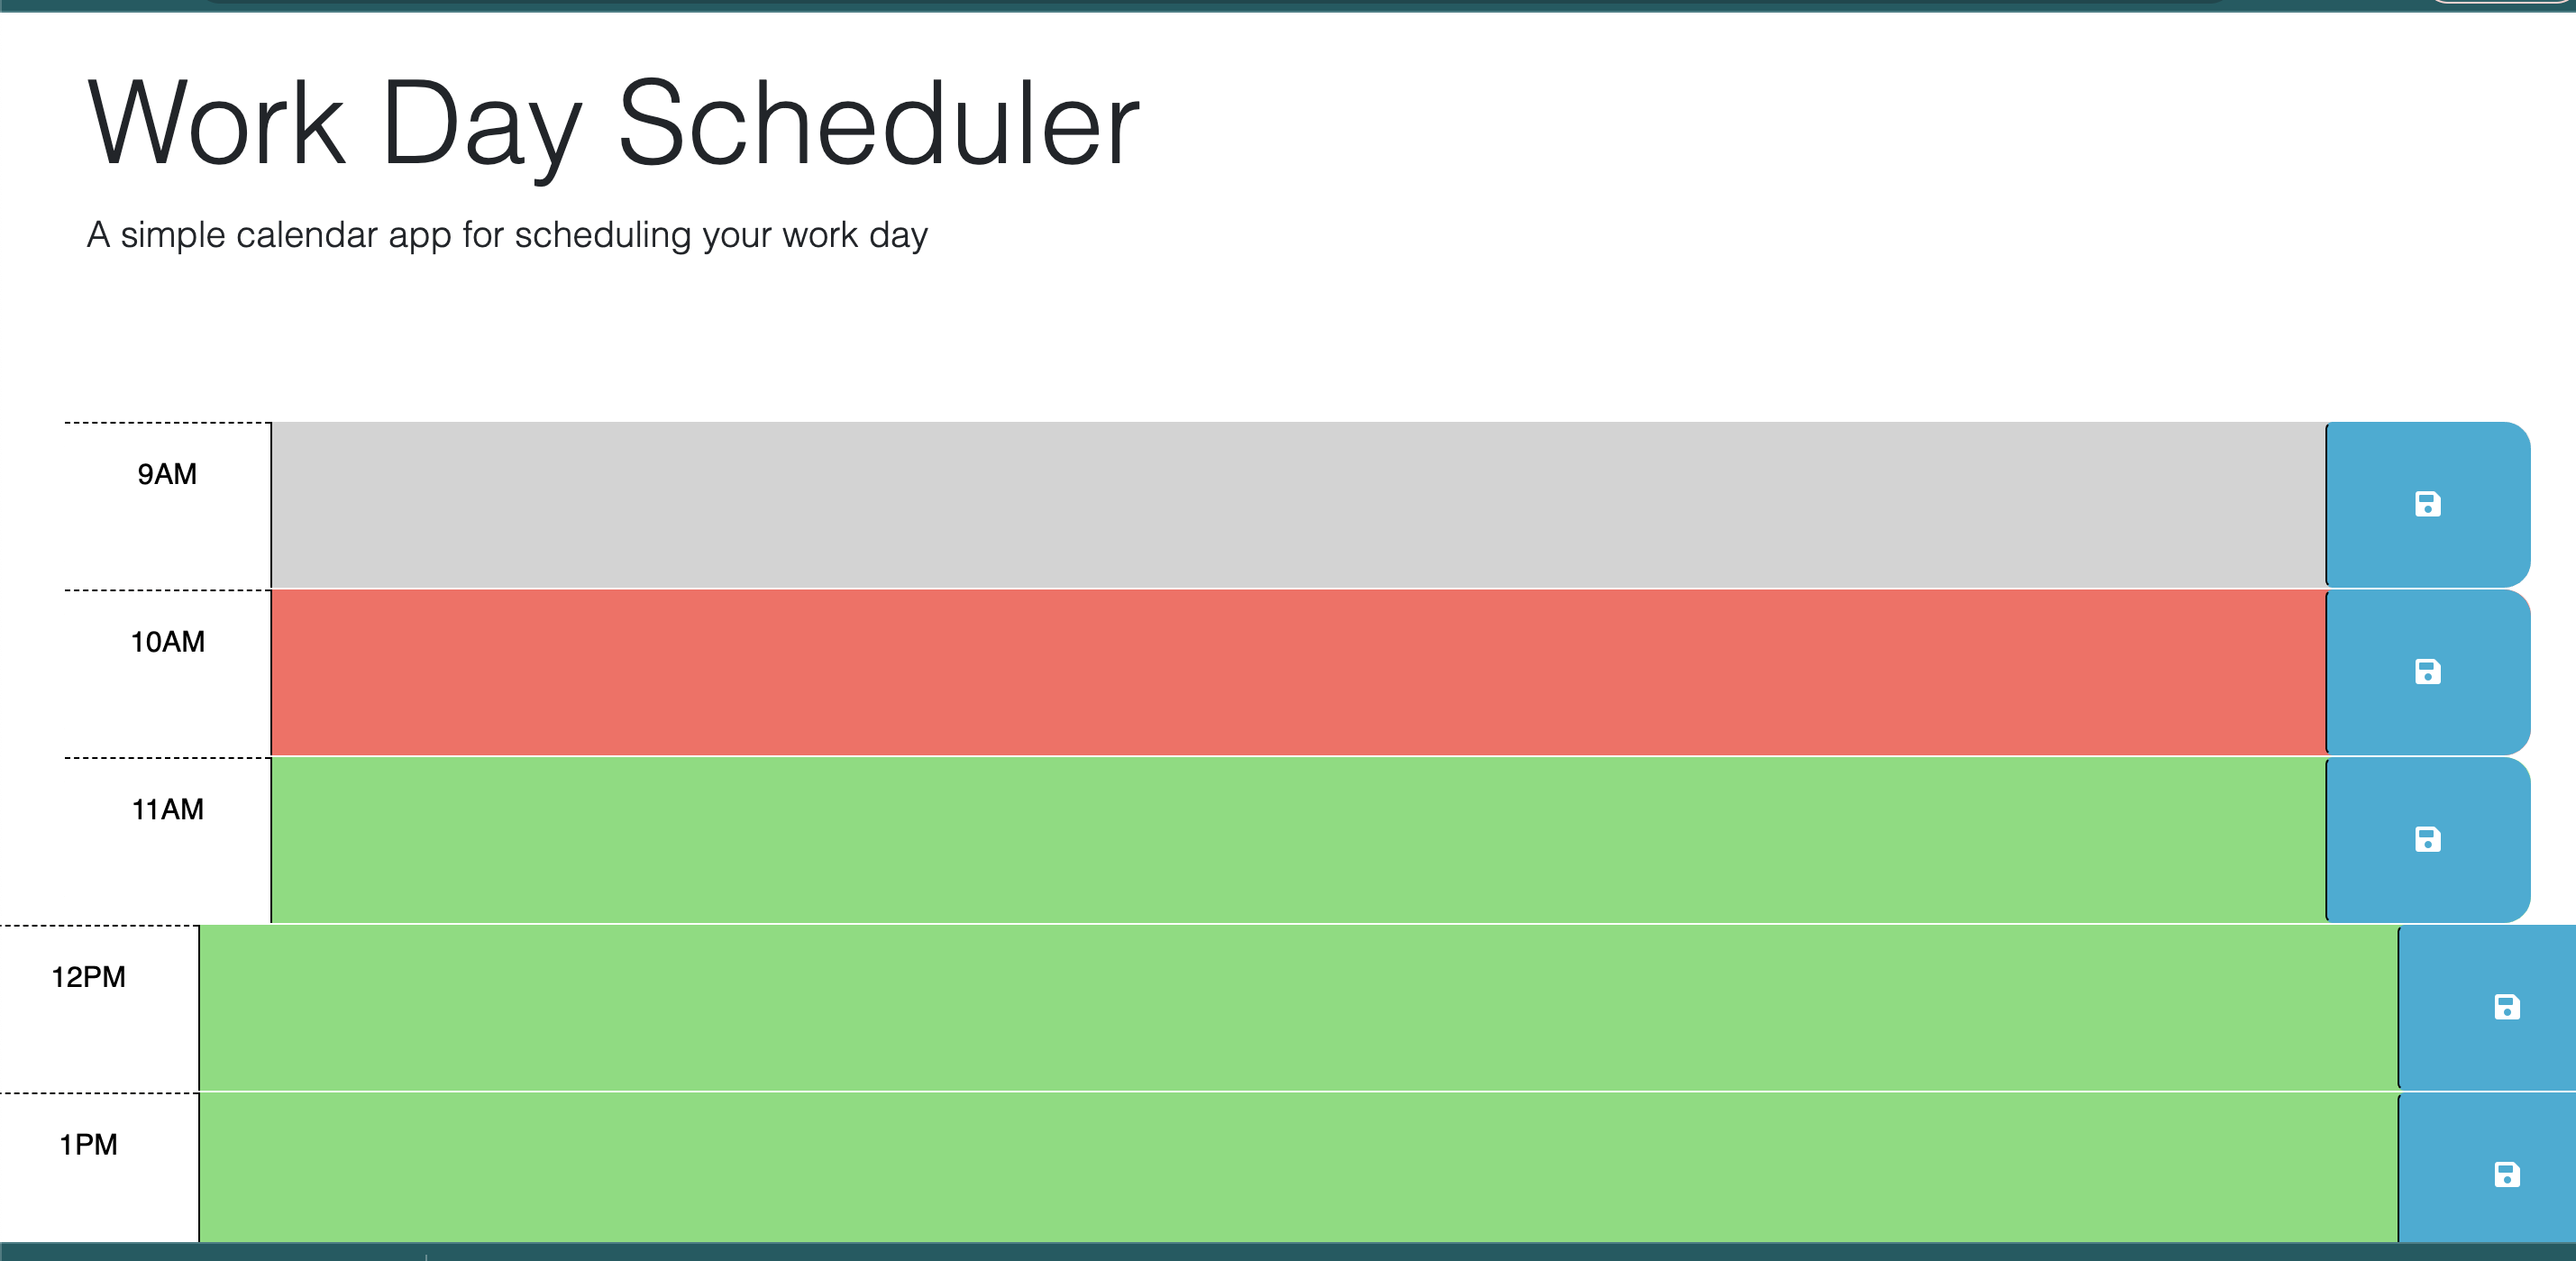 Work Day Scheduler
A simple calendar app for scheduling your work day
9AM
10AM
11AM
12PM
1PM